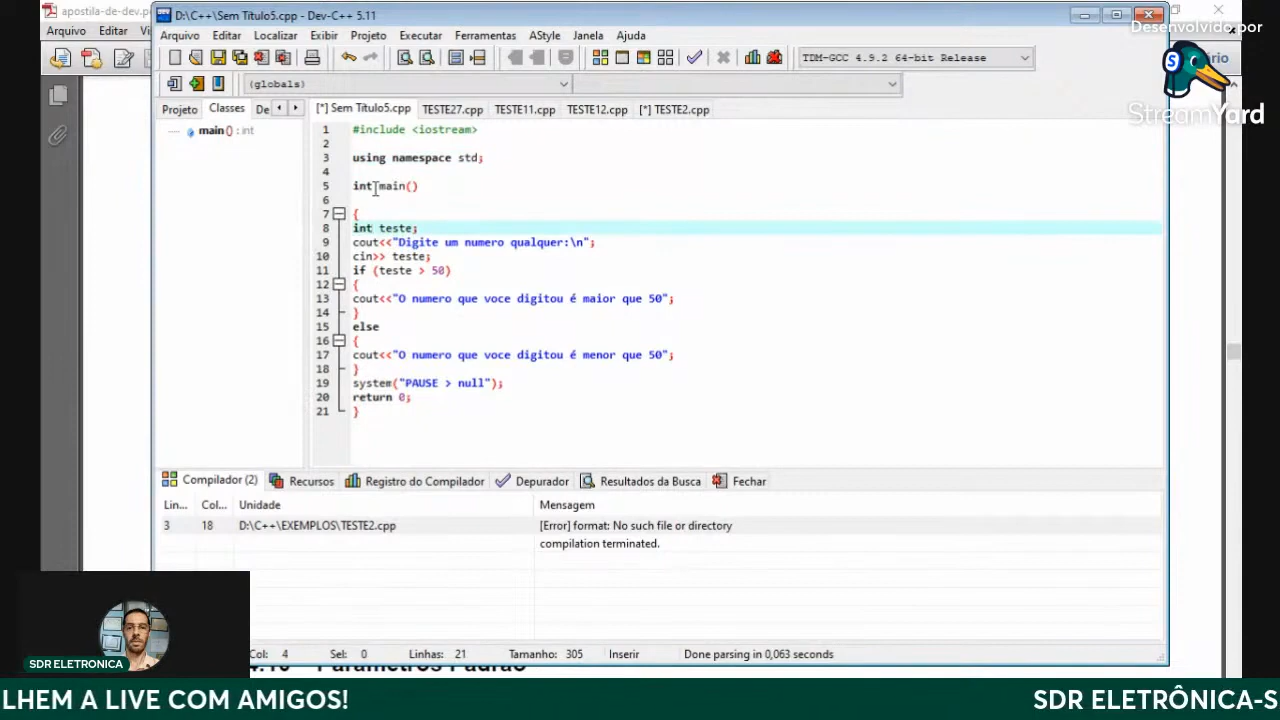 apostila-de-dev.p
D:\C++\Sem Título5.cpp - Dev-C++ 5.11
Desenvolvido por
StreamYard
Arquivo Editar
Arquivo Editar Localizar Exibir Projeto Executar Ferramentas AStyle Janela Ajuda
TDM-GCC 4.9.2 64-bit Release
(globals)
Projeto Classes De
[*] Sem Título5.cpp TESTE27.cpp TESTE11.cpp TESTE12.cpp [*] TESTE2.cpp
main() : int
1 #include <iostream>
2
3 using namespace std;
4
5 int main()
6
7 {
8 int teste;
9 cout<<"Digite um numero qualquer:\n";
10 cin>> teste;
11 if (teste > 50)
12 {
13 cout<<"O numero que voce digitou é maior que 50";
14 }
15 else
16 {
17 cout<<"O numero que voce digitou é menor que 50";
18 }
19 system("PAUSE > null");
20 return 0;
21 }
Compilador (2) Recursos Registro do Compilador Depurador Resultados da Busca Fechar
Lin... Col... Unidade Mensagem
3 18 D:\C++\EXEMPLOS\TESTE2.cpp [Error] format: No such file or directory
compilation terminated.
Col: 4 Sel: 0 Linhas: 21 Tamanho: 305 Inserir Done parsing in 0,063 seconds
SDR ELETRONICA
LHEM A LIVE COM AMIGOS! SDR ELETRÔNICA-S